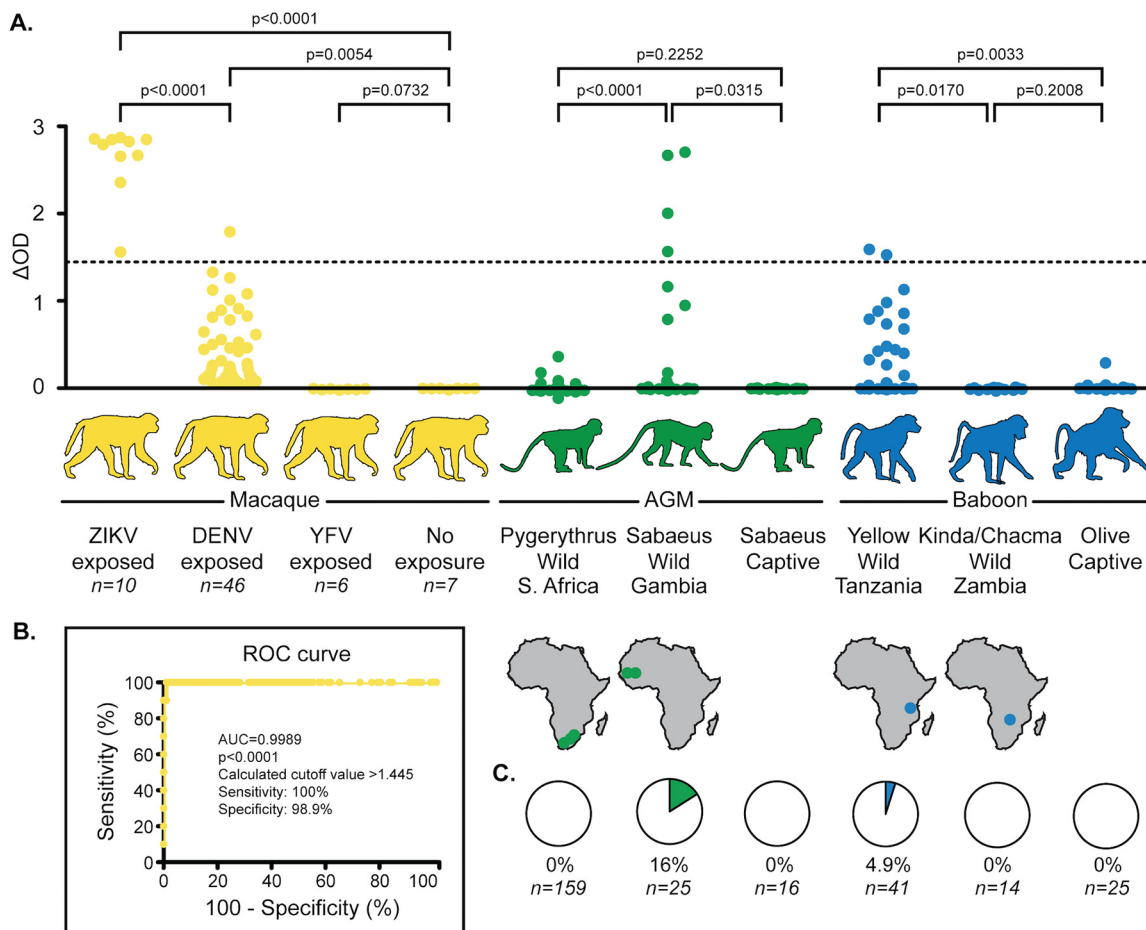 A.
p<0.0001
p=0.0054
p<0.0001
p=0.0732
p=0.2252
p<0.0001
p=0.0315
p=0.0033
p=0.0170
p=0.2008
ΔOD
3
2
1
0
Macaque
AGM
Baboon
ZIKV
exposed
n=10
DENV
exposed
n=46
YFV
exposed
n=6
No
exposure
n=7
Pygerythrus
Wild
S. Africa
Sabaeus
Wild
Gambia
Sabaeus
Captive
Yellow
Wild
Tanzania
Kinda/Chacma
Wild
Zambia
Olive
Captive
B.
ROC curve
Sensitivity (%)
100
80
60
40
20
0
AUC=0.9989
p<0.0001
Calculated cutoff value >1.445
Sensitivity: 100%
Specificity: 98.9%
0 20 40 60 80 100
100 - Specificity (%)
C.
0%
n=159
16%
n=25
0%
n=16
4.9%
n=41
0%
n=14
0%
n=25